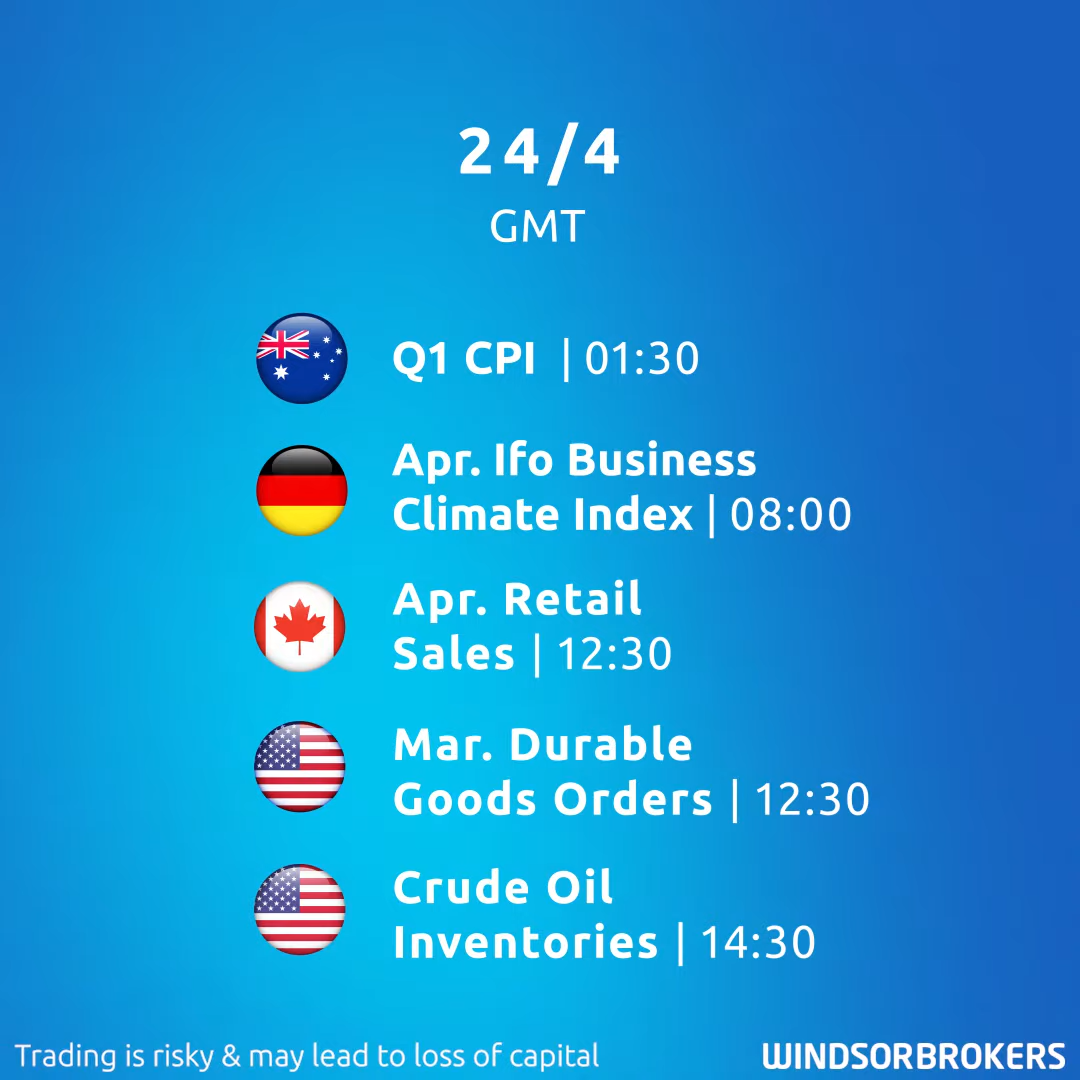 24/4
GMT
Q1 CPI | 01:30
Apr. Ifo Business
Climate Index | 08:00
Apr. Retail
Sales | 12:30
Mar. Durable
Goods Orders | 12:30
Crude Oil
Inventories | 14:30
Trading is risky & may lead to loss of capital
WINDSORBROKERS